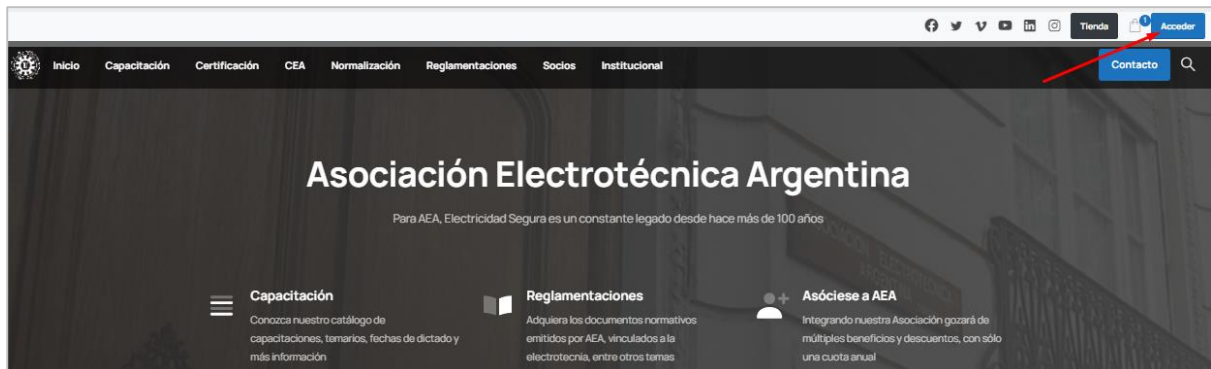 Tienda 1 Acceder
Inicio Capacitación Certificación CEA Normalización Reglamentaciones Socios Institucional Contacto
Asociación Electrotécnica Argentina
Para AEA, Electricidad Segura es un constante legado desde hace más de 100 años
Capacitación
Conozca nuestro catálogo de
capacitaciones, temarios, fechas de dictado y
más información
Reglamentaciones
Adquiera los documentos normativos
emitidos por AEA, vinculados a la
electrotecnia, entre otros temas
Asóciese a AEA
Integrando nuestra Asociación gozará de
múltiples beneficios y descuentos, con sólo
una cuota anual